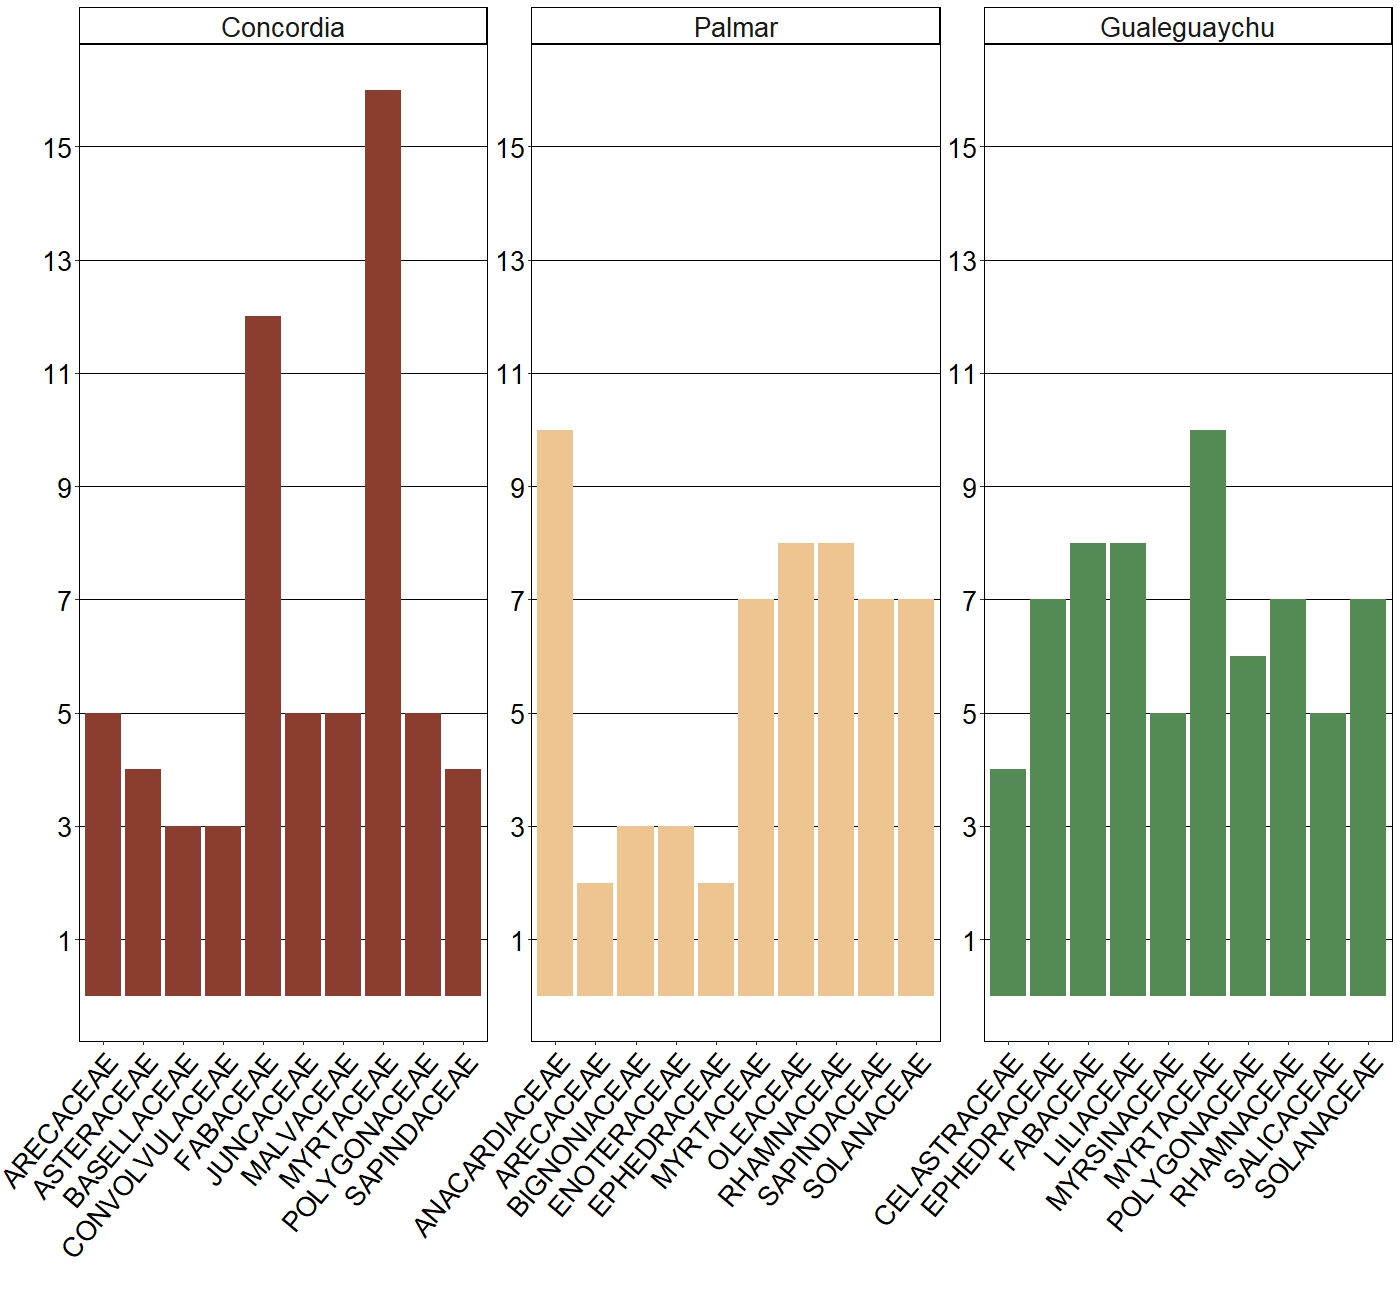 Concordia
15
13
11
9
7
5
3
1
ARECACEAE
ASTERACEAE
BASELLACEAE
CONVOLVULACEAE
FABACEAE
JUNCACEAE
MALVACEAE
MYRTACEAE
POLYGONACEAE
SAPINDACEAE
Palmar
15
13
11
9
7
5
3
1
ANACARDIACEAE
ARECACEAE
BIGNONIACEAE
ENOTERACEAE
EPHEDRACEAE
MYRTACEAE
OLEACEAE
RHAMNACEAE
SAPINDACEAE
SOLANACEAE
Gualeguaychu
15
13
11
9
7
5
3
1
CELASTRACEAE
EPHEDRACEAE
FABACEAE
LILIACEAE
MYRSINACEAE
MYRTACEAE
POLYGONACEAE
RHAMNACEAE
SALICACEAE
SOLANACEAE